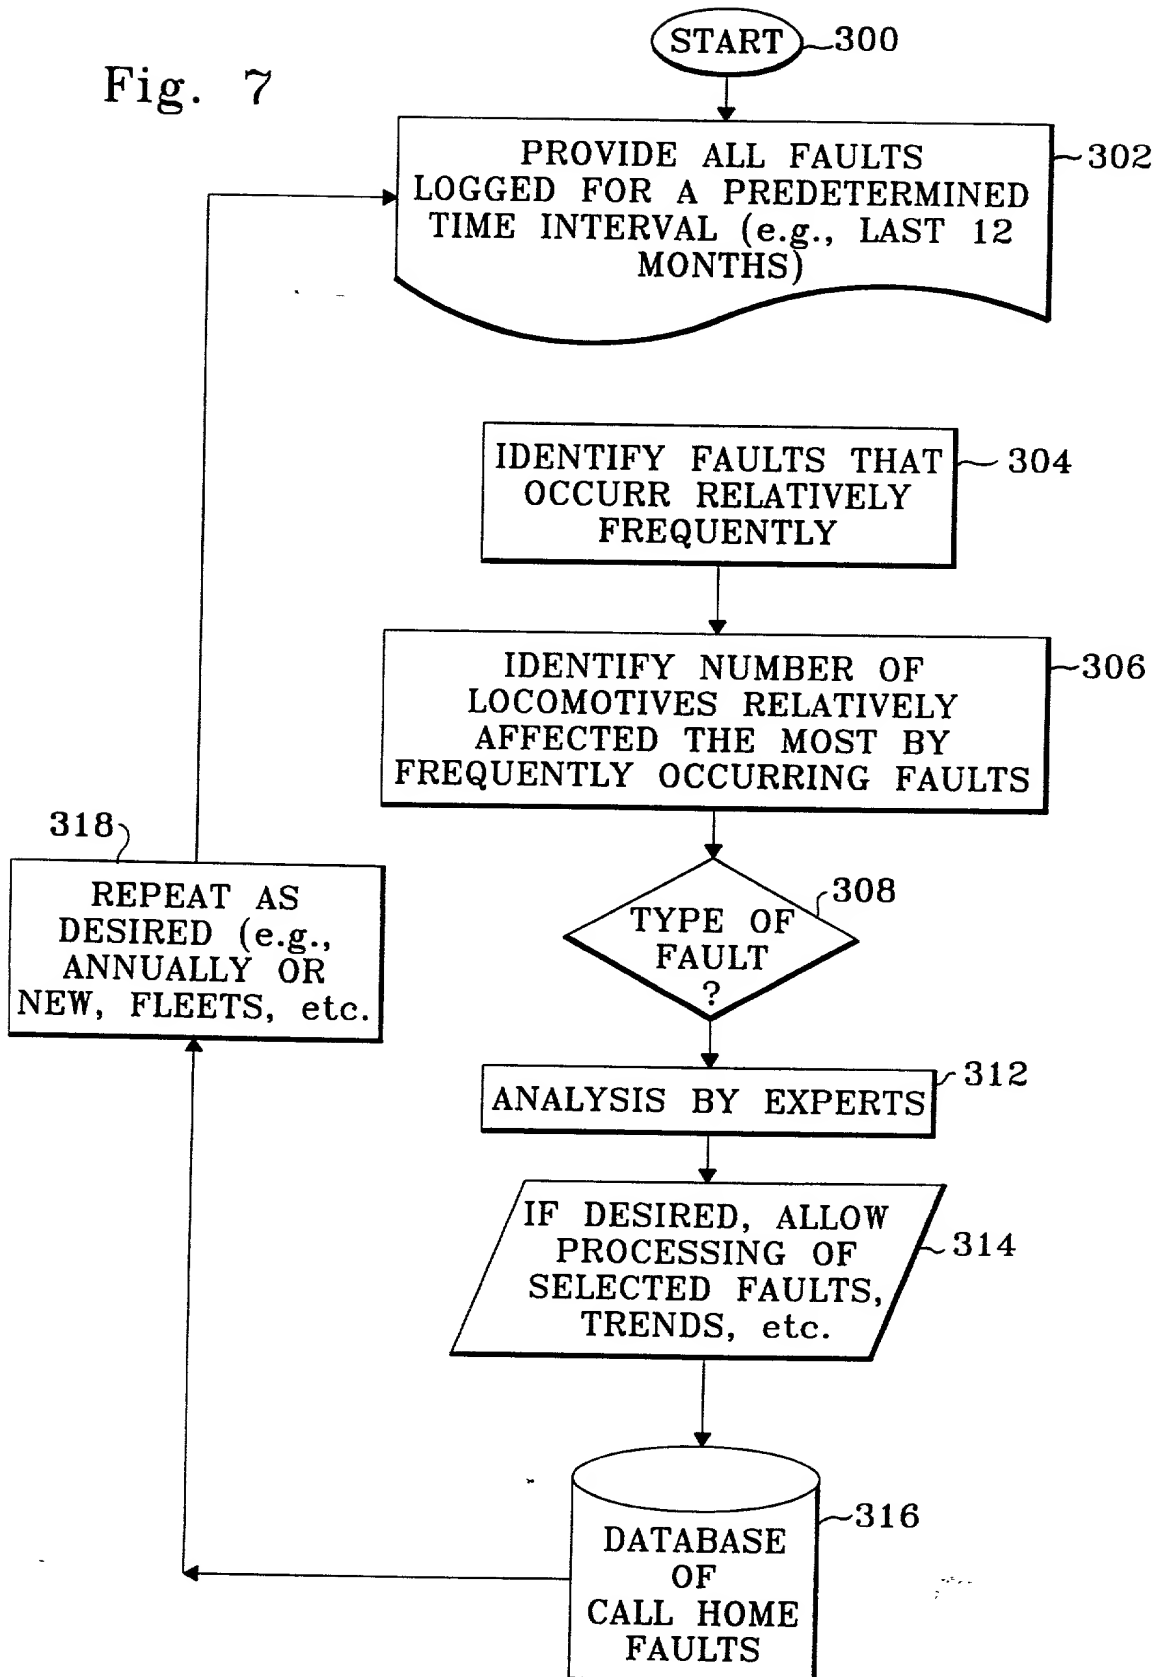 Fig. 7
START
300
PROVIDE ALL FAULTS
LOGGED FOR A PREDETERMINED
TIME INTERVAL (e.g., LAST 12
MONTHS)
302
IDENTIFY FAULTS THAT
OCCURR RELATIVELY
FREQUENTLY
304
IDENTIFY NUMBER OF
LOCOMOTIVES RELATIVELY
AFFECTED THE MOST BY
FREQUENTLY OCCURRING FAULTS
306
TYPE OF
FAULT
?
308
ANALYSIS BY EXPERTS
312
IF DESIRED, ALLOW
PROCESSING OF
SELECTED FAULTS,
TRENDS, etc.
314
DATABASE
OF
CALL HOME
FAULTS
316
318
REPEAT AS
DESIRED (e.g.,
ANNUALLY OR
NEW, FLEETS, etc.